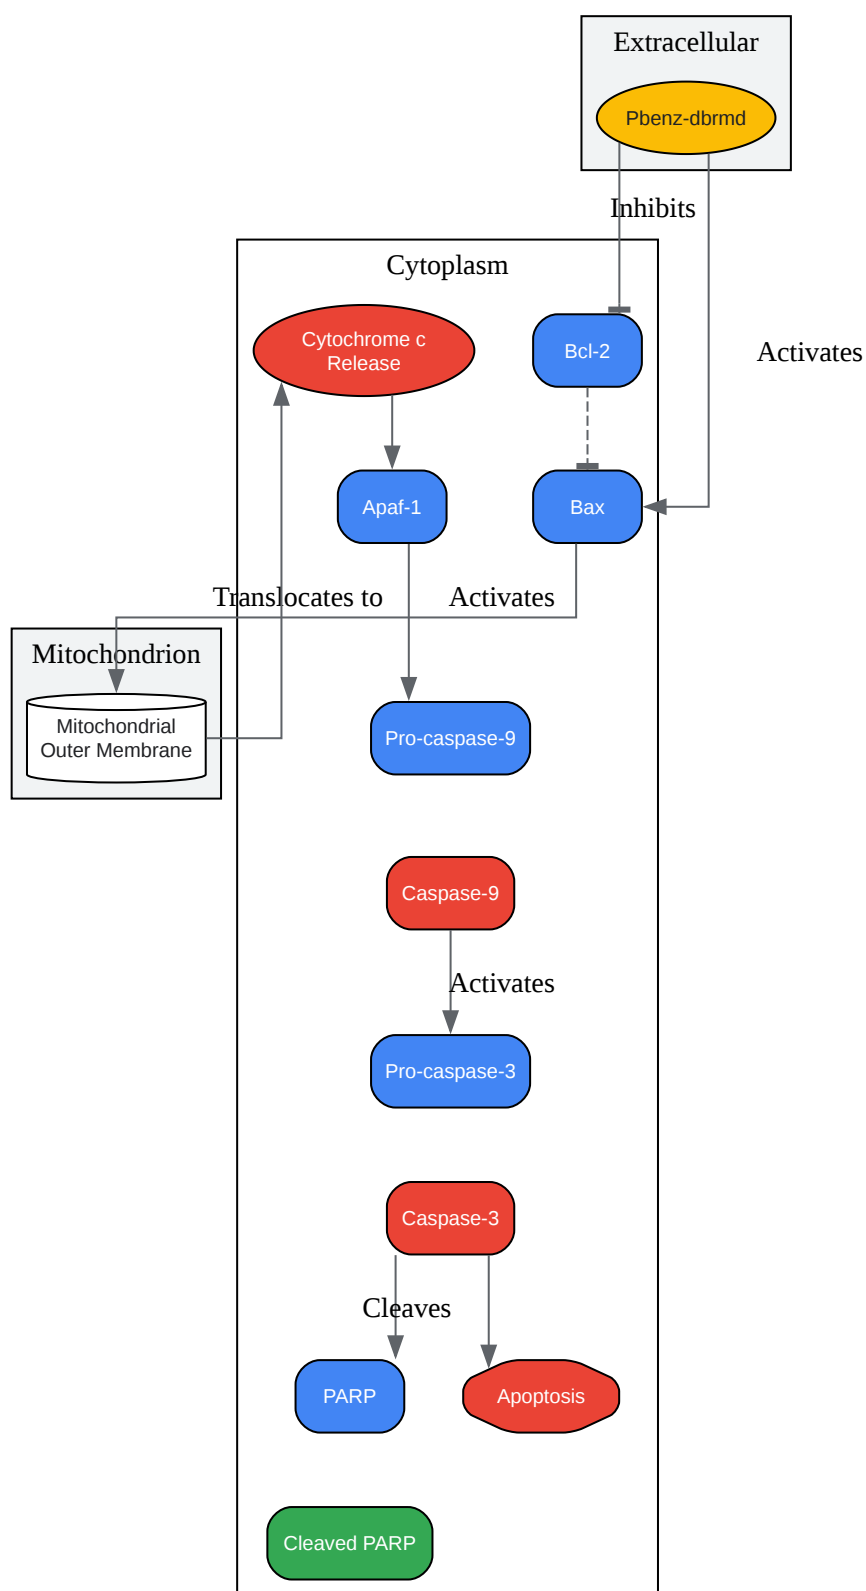 Extracellular
Pbenz-dbrmd
Inhibits
Cytoplasm
Cytochrome c
Release
Bcl-2
Activates
Apaf-1
Bax
Translocates to
Activates
Mitochondrion
Mitochondrial
Outer Membrane
Pro-caspase-9
Caspase-9
Activates
Pro-caspase-3
Caspase-3
Cleaves
PARP
Apoptosis
Cleaved PARP